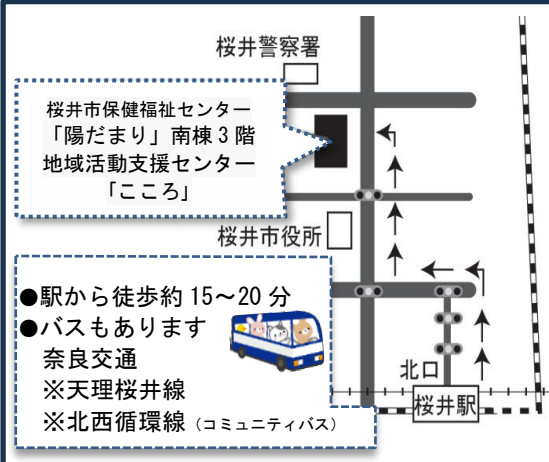 桜井警察署
桜井市保健福祉センター
「陽だまり」南棟3階
地域活動支援センター
「こころ」
桜井市役所
●駅から徒歩約15～20分
●バスもあります
奈良交通
※天理桜井線
※北西循環線（コミュニティバス）
北口
桜井駅